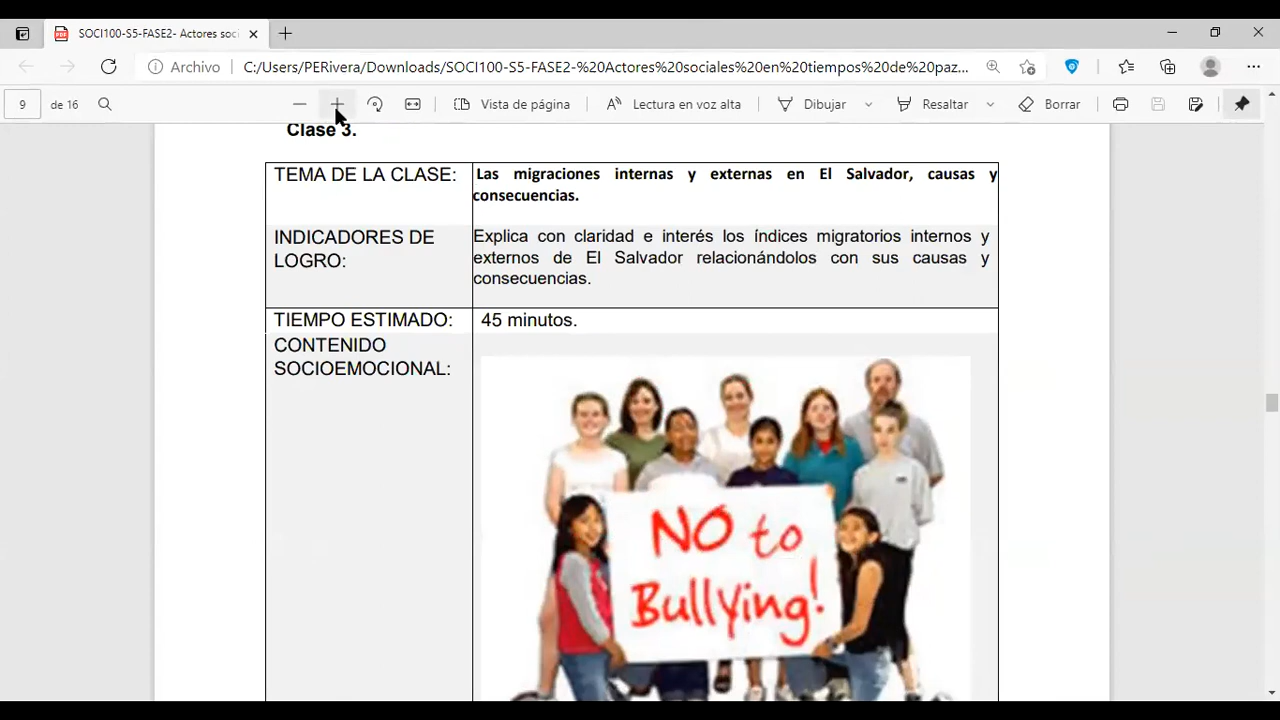 SOCI100-S5-FASE2- Actores soci
Archivo
C:/Users/PERivera/Downloads/SOCI100-S5-FASE2-%20Actores%20sociales%20en%20tiempos%20de%20paz...
9 de 16
Vista de página
Lectura en voz alta
Dibujar
Resaltar
Borrar
Clase 3.
TEMA DE LA CLASE:
Las migraciones internas y externas en El Salvador, causas y
consecuencias.
INDICADORES DE
LOGRO:
Explica con claridad e interés los índices migratorios internos y
externos de El Salvador relacionándolos con sus causas y
consecuencias.
TIEMPO ESTIMADO:
45 minutos.
CONTENIDO
SOCIOEMOCIONAL:
NO to
Bullying!